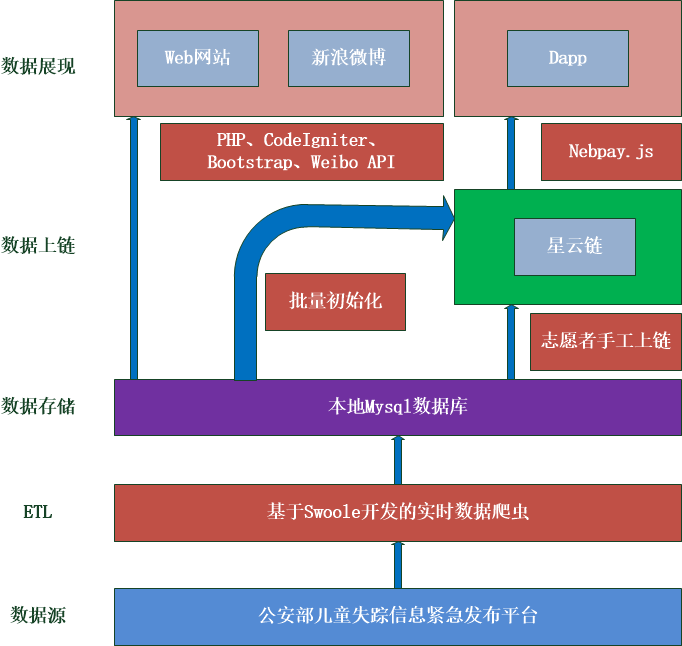 数据展现
Web网站
新浪微博
Dapp
PHP、CodeIgniter、
Bootstrap、Weibo API
Nebpay.js
数据上链
星云链
批量初始化
志愿者手工上链
数据存储
本地Mysql数据库
ETL
基于Swoole开发的实时数据爬虫
数据源
公安部儿童失踪信息紧急发布平台